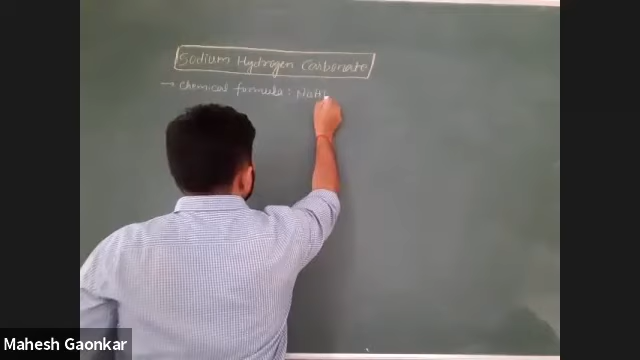 Sodium Hydrogen Carbonate
→ Chemical formula : NaH
Mahesh Gaonkar